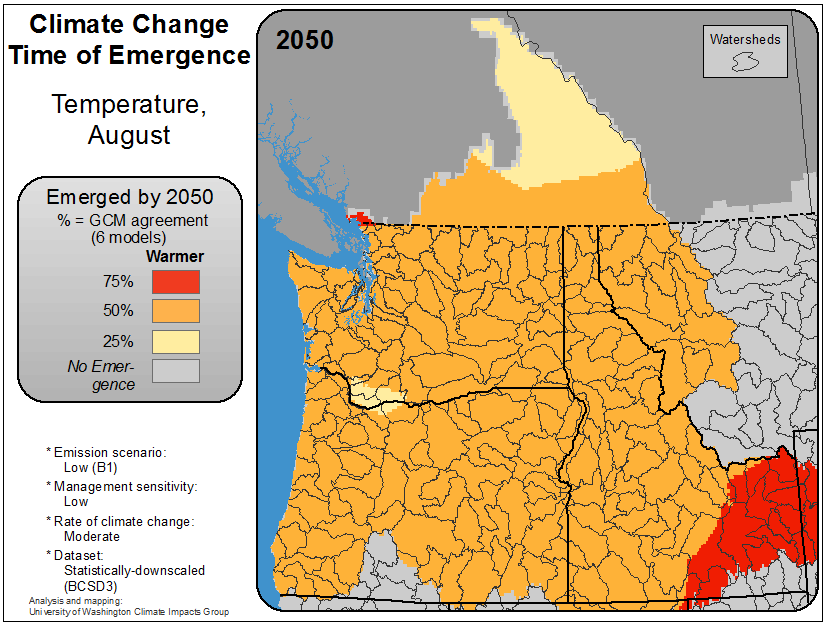 Climate Change
Time of Emergence
Temperature,
August
Emerged by 2050
% = GCM agreement
(6 models)
Warmer
75%
50%
25%
No Emer-
gence
* Emission scenario:
Low (B1)
* Management sensitivity:
Low
* Rate of climate change:
Moderate
* Dataset:
Statistically-downscaled
(BCSD3)
Analysis and mapping:
University of Washington Climate Impacts Group
2050
Watersheds